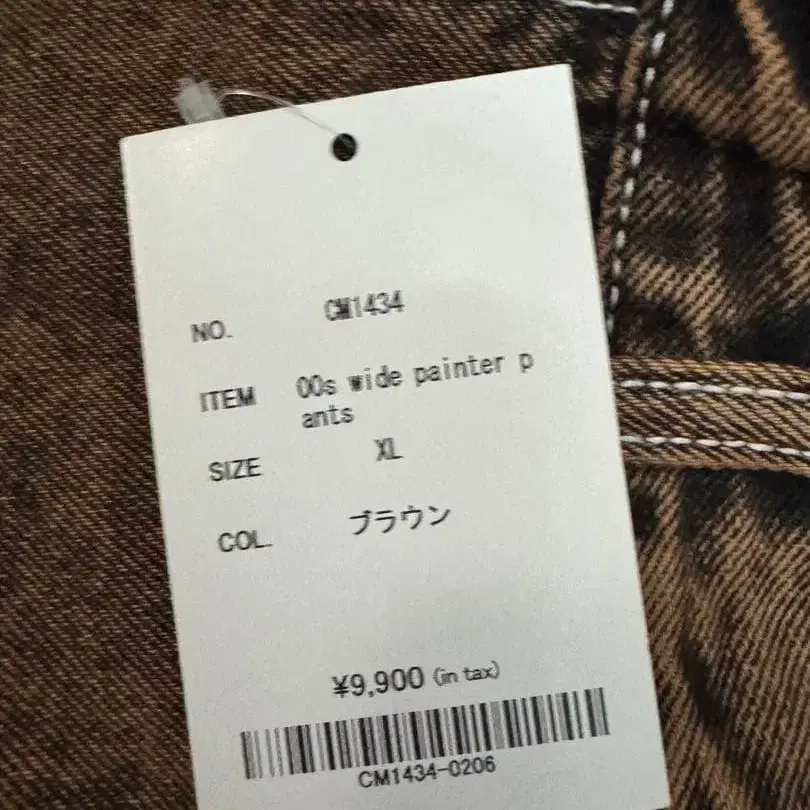 NO. CM1434
ITEM 00s wide painter p
ants
SIZE XL
COL. ブラウン
¥9,900 (in tax)
CM1434-0206